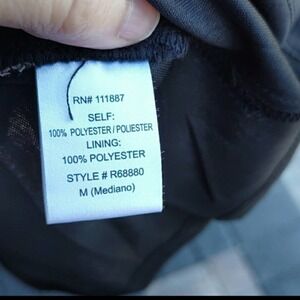 RN# 111887
SELF:
100% POLYESTER / POLIESTER
LINING:
100% POLYESTER
STYLE # R68880
M (Mediano)